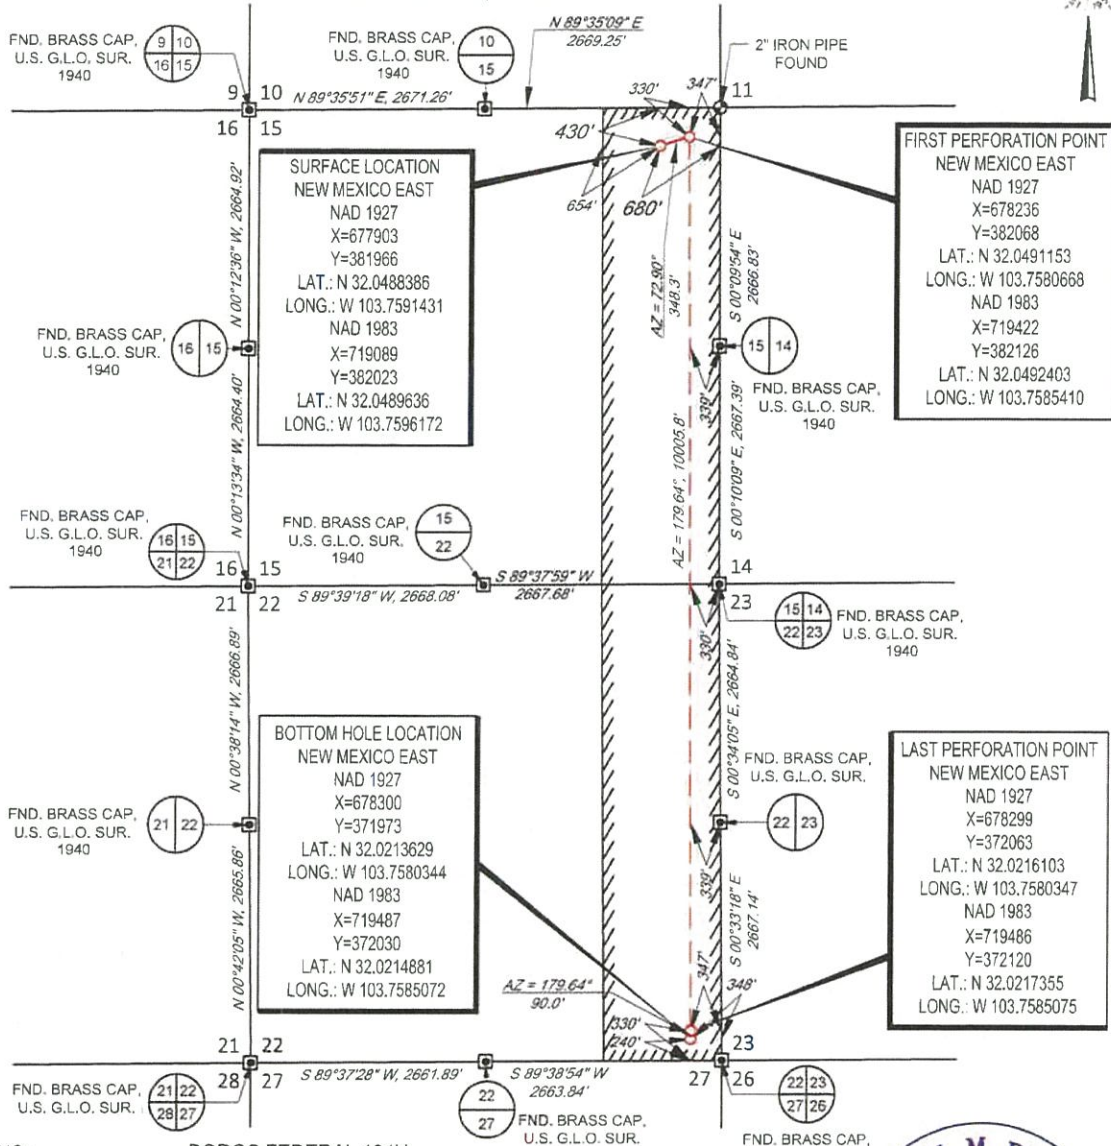 N 89°35'09" E
2669.25'
FND. BRASS CAP,
U.S. G.L.O. SUR.
1940
9 10
16 15
FND. BRASS CAP,
U.S. G.L.O. SUR.
1940
10
15
2" IRON PIPE
FOUND
9 10
N 89°35'51" E, 2671.26'
330'
347'
11
16 15
430'
654'
680'
SURFACE LOCATION
NEW MEXICO EAST
NAD 1927
X=677903
Y=381966
LAT.: N 32.0488386
LONG.: W 103.7591431
NAD 1983
X=719089
Y=382023
LAT.: N 32.0489636
LONG.: W 103.7596172
FIRST PERFORATION POINT
NEW MEXICO EAST
NAD 1927
X=678236
Y=382068
LAT.: N 32.0491153
LONG.: W 103.7580668
NAD 1983
X=719422
Y=382126
LAT.: N 32.0492403
LONG.: W 103.7585410
N 00°12'36" W, 2664.92'
AZ = 72.90°
348.3'
S 00°09'54" E
2666.83'
FND. BRASS CAP,
U.S. G.L.O. SUR.
1940
16 15
15 14
FND. BRASS CAP,
U.S. G.L.O. SUR.
1940
339'
N 00°13'34" W, 2664.40'
AZ = 179.64°, 10005.8'
S 00°10'09" E, 2667.39'
FND. BRASS CAP,
U.S. G.L.O. SUR.
1940
16 15
21 22
FND. BRASS CAP,
U.S. G.L.O. SUR.
1940
15
22
16 15
21 22
S 89°39'18" W, 2668.08'
S 89°37'59" W
2667.68'
14
23
15 14
22 23
FND. BRASS CAP,
U.S. G.L.O. SUR.
1940
330'
N 00°38'14" W, 2666.89'
S 00°34'05" E, 2664.84'
BOTTOM HOLE LOCATION
NEW MEXICO EAST
NAD 1927
X=678300
Y=371973
LAT.: N 32.0213629
LONG.: W 103.7580344
NAD 1983
X=719487
Y=372030
LAT.: N 32.0214881
LONG.: W 103.7585072
LAST PERFORATION POINT
NEW MEXICO EAST
NAD 1927
X=678299
Y=372063
LAT.: N 32.0216103
LONG.: W 103.7580347
NAD 1983
X=719486
Y=372120
LAT.: N 32.0217355
LONG.: W 103.7585075
FND. BRASS CAP,
U.S. G.L.O. SUR.
1940
21 22
FND. BRASS CAP,
U.S. G.L.O. SUR.
22 23
339'
N 00°42'05" W, 2665.86'
S 00°33'18" E
2667.14'
AZ = 179.64°
90.0'
347'
348'
330'
240'
21 22
28 27
S 89°37'28" W, 2661.89'
S 89°38'54" W
2663.84'
23
27 26
FND. BRASS CAP,
U.S. G.L.O. SUR.
21 22
28 27
22
27
FND. BRASS CAP,
U.S. G.L.O. SUR.
22 23
27 26
FND. BRASS CAP,